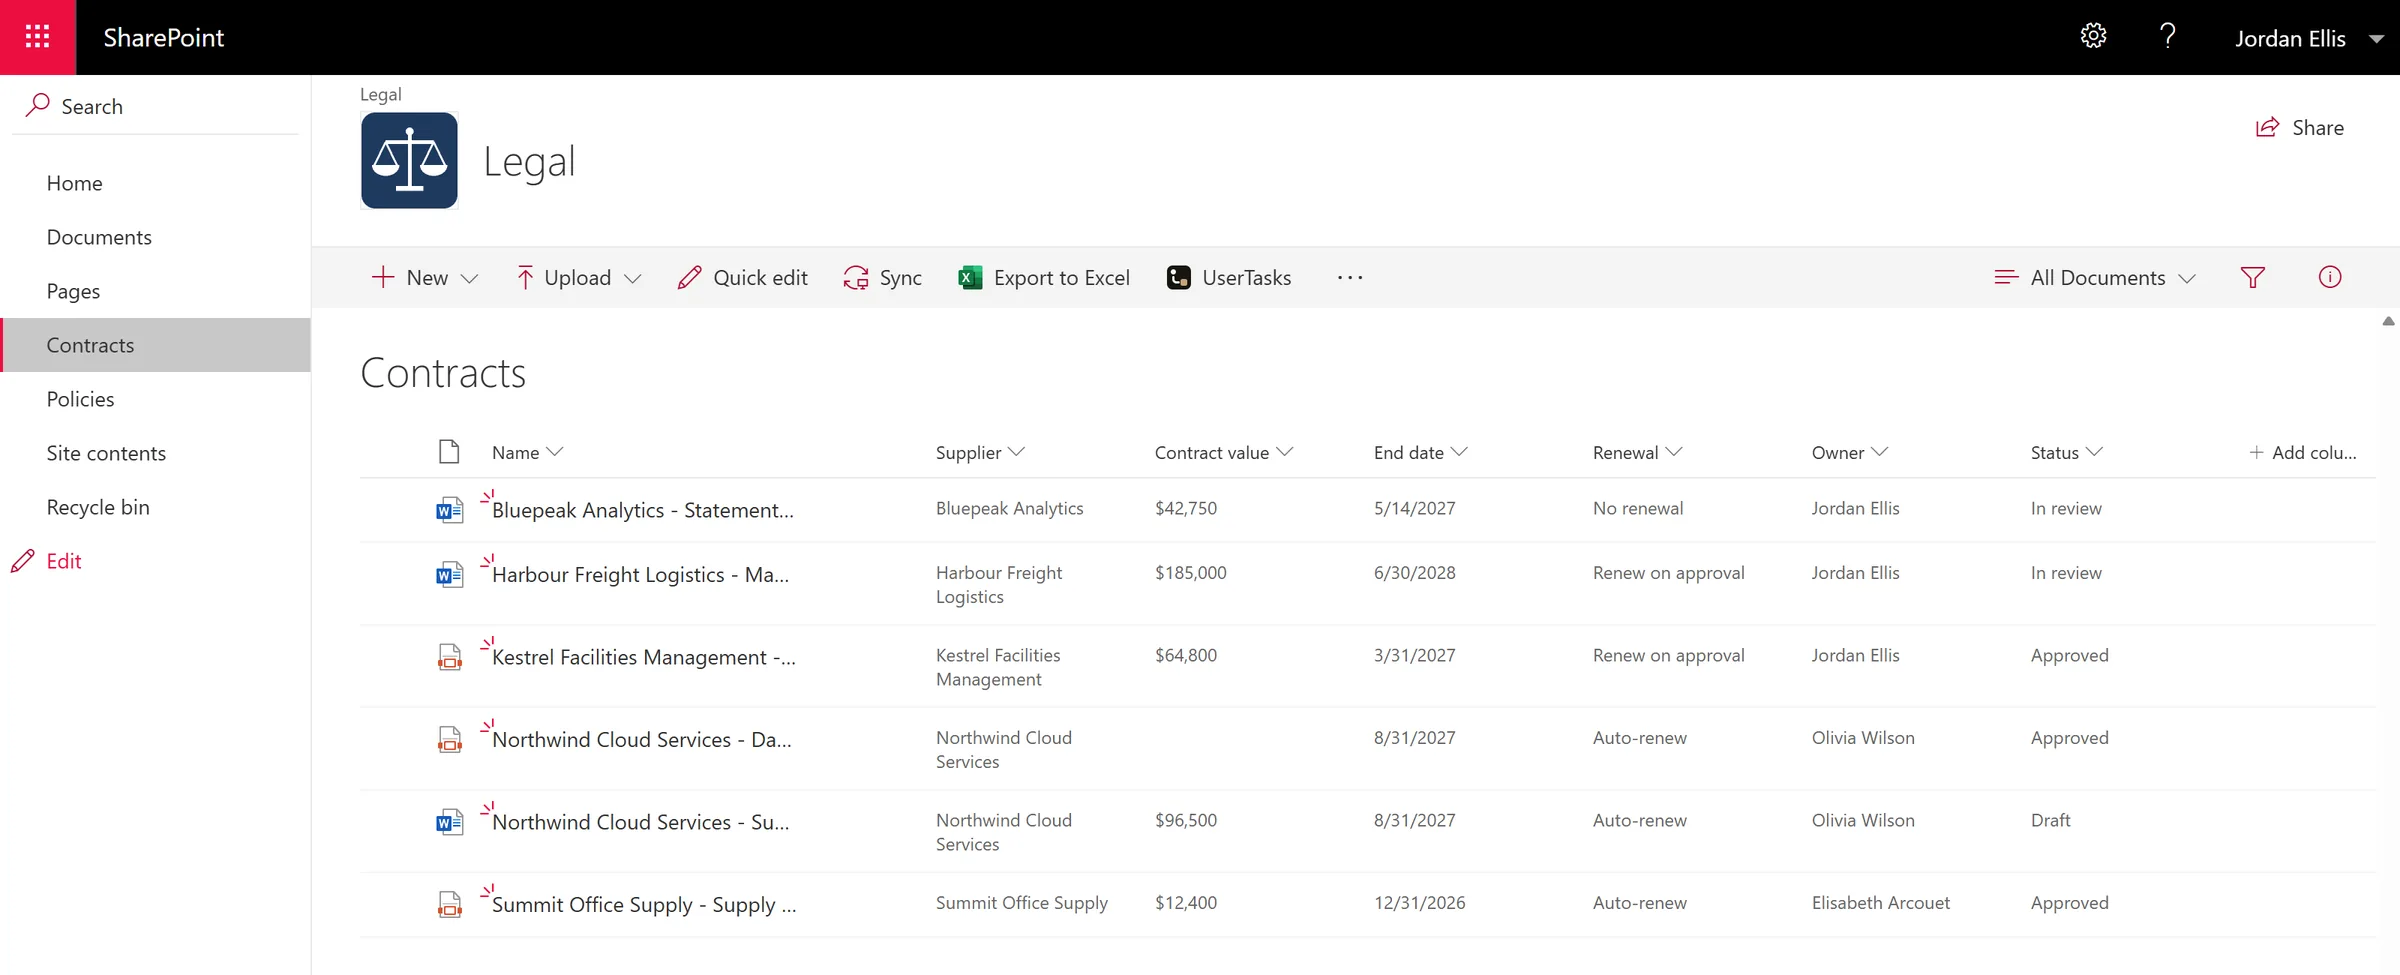 SharePoint
Jordan Ellis
Search
Home
Documents
Pages
Contracts
Policies
Site contents
Recycle bin
Edit
Legal
Legal
Share
New
Upload
Quick edit
Sync
Export to Excel
UserTasks
...
All Documents
Contracts
Name Supplier Contract value End date Renewal Owner Status + Add colu...
Bluepeak Analytics - Statement... Bluepeak Analytics $42,750 5/14/2027 No renewal Jordan Ellis In review
Harbour Freight Logistics - Ma... Harbour Freight $185,000 6/30/2028 Renew on approval Jordan Ellis In review
Logistics
Kestrel Facilities Management -... Kestrel Facilities $64,800 3/31/2027 Renew on approval Jordan Ellis Approved
Management
Northwind Cloud Services - Da... Northwind Cloud 8/31/2027 Auto-renew Olivia Wilson Approved
Services
Northwind Cloud Services - Su... Northwind Cloud $96,500 8/31/2027 Auto-renew Olivia Wilson Draft
Services
Summit Office Supply - Supply ... Summit Office Supply $12,400 12/31/2026 Auto-renew Elisabeth Arcouet Approved